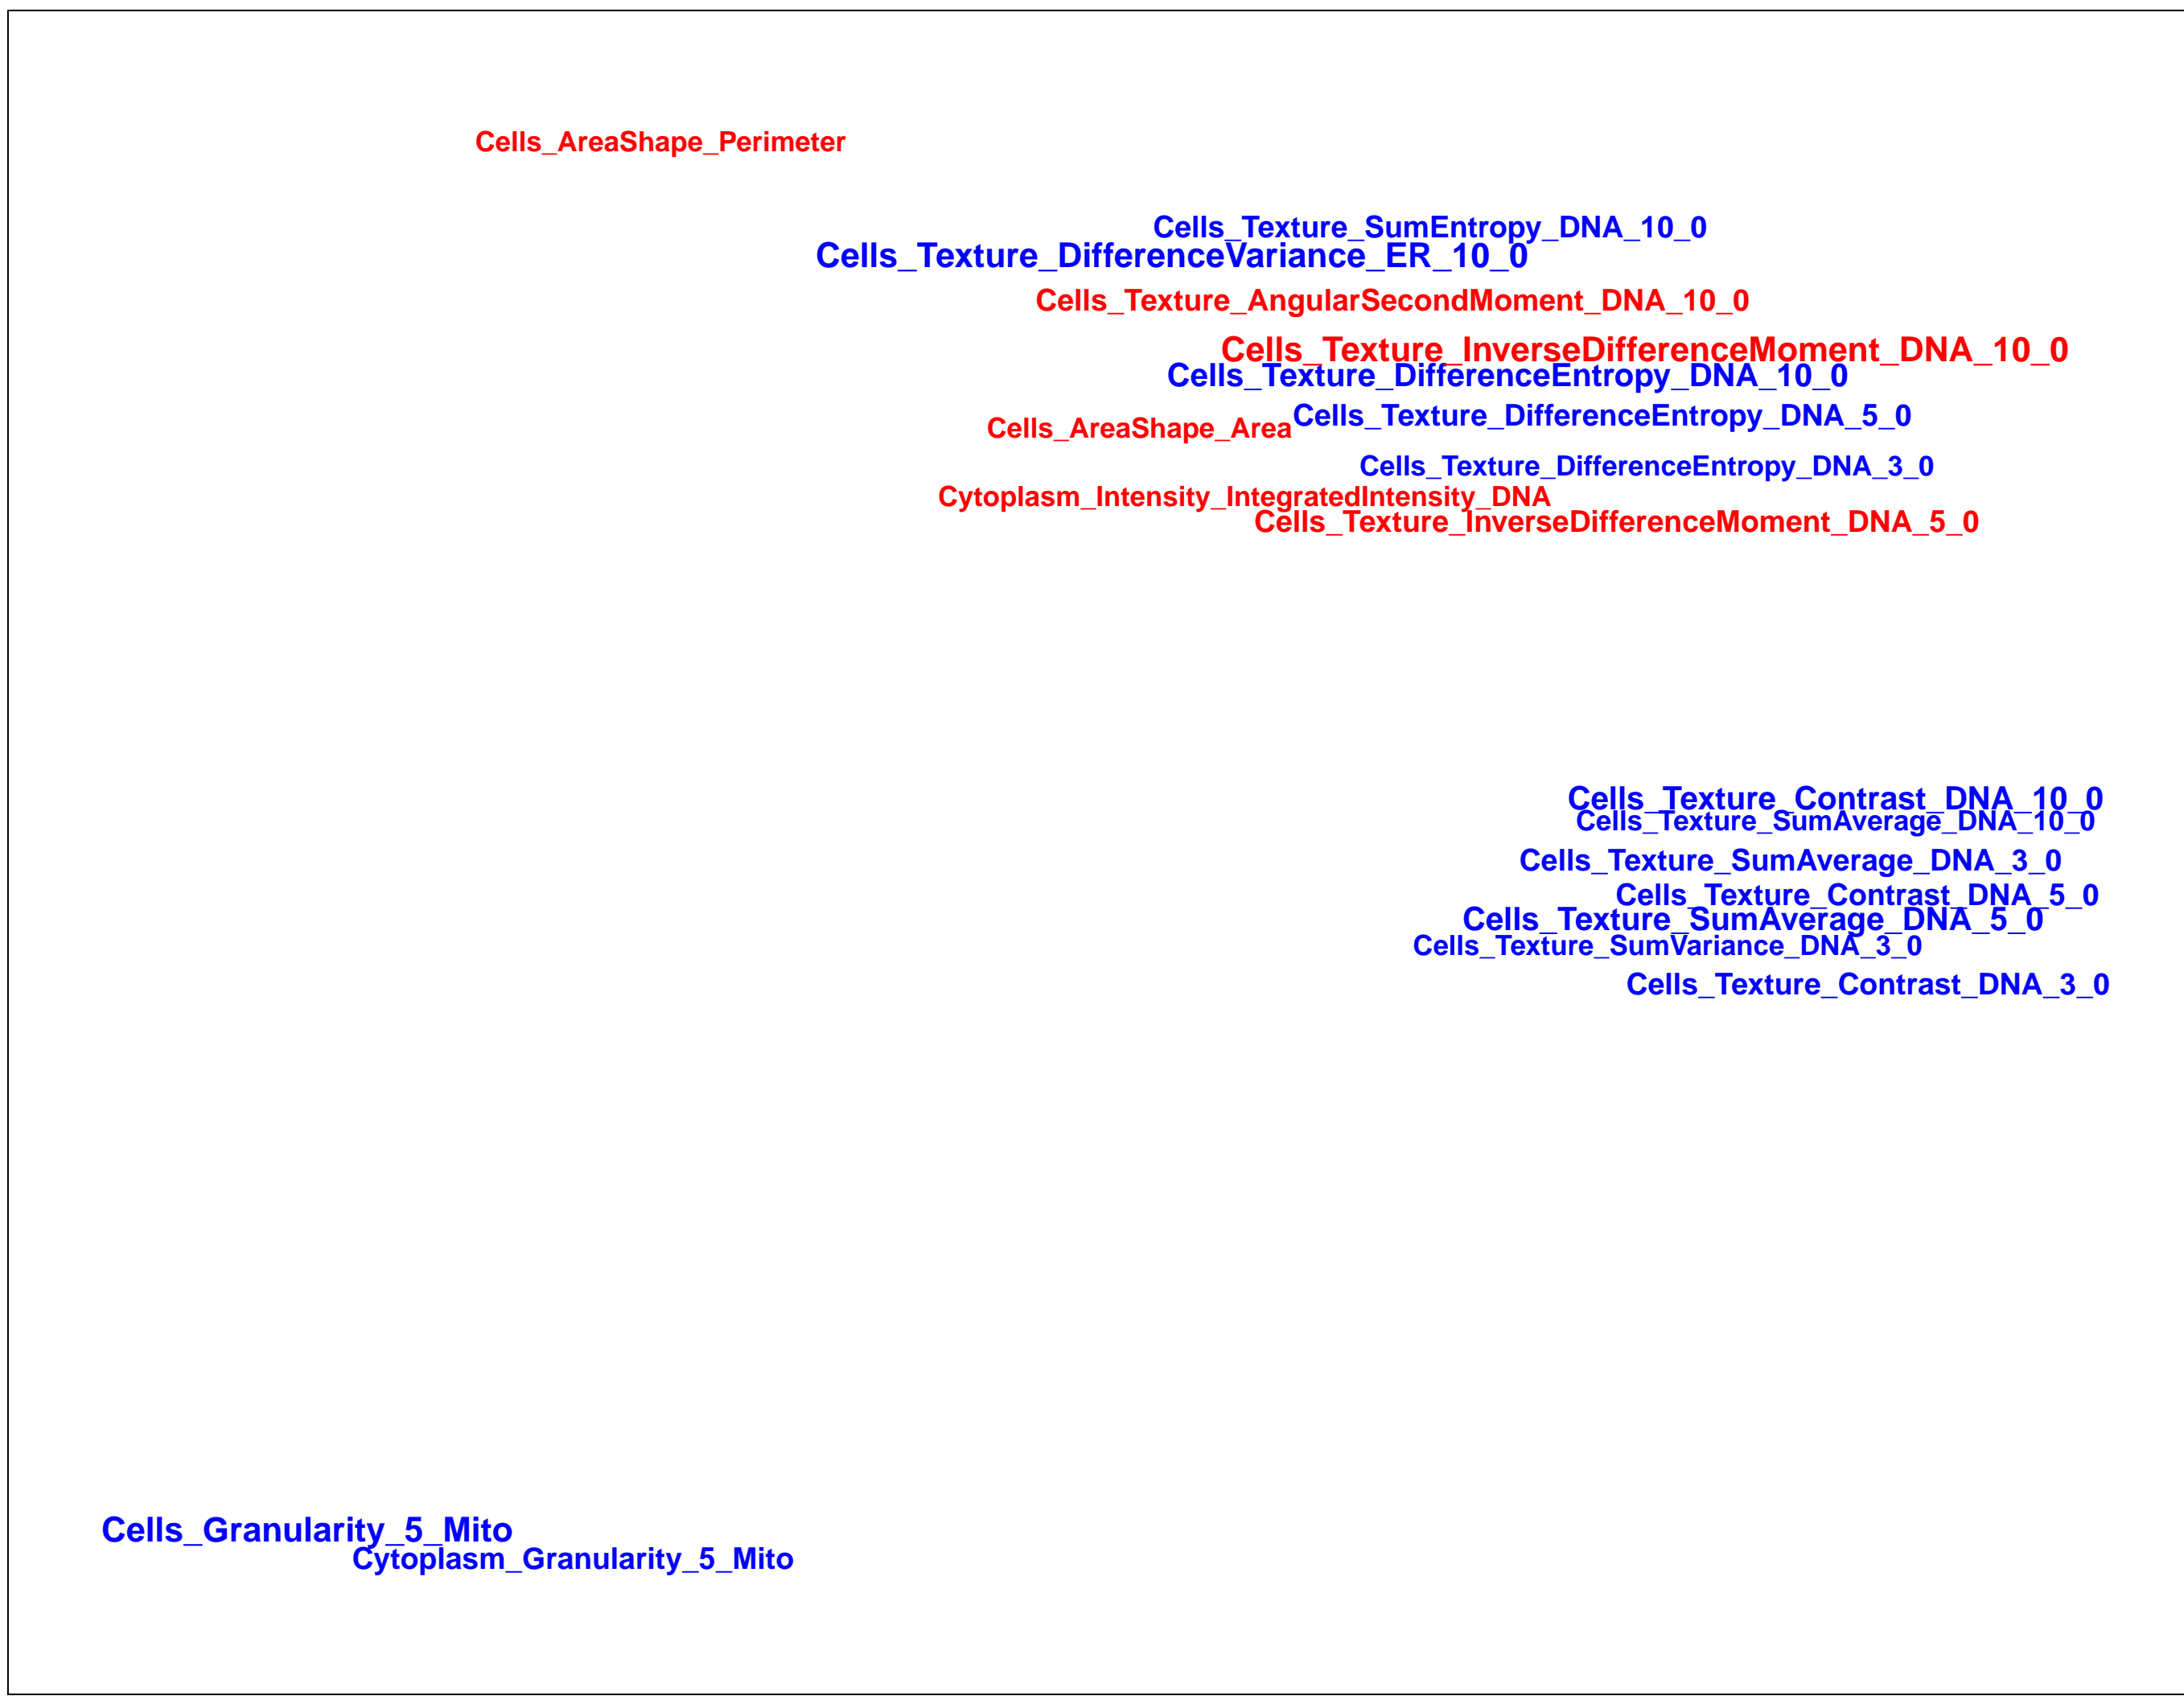 Cells_AreaShape_Perimeter
Cells_Texture_SumEntropy_DNA_10_0
Cells_Texture_DifferenceVariance_ER_10_0
Cells_Texture_AngularSecondMoment_DNA_10_0
Cells_Texture_InverseDifferenceMoment_DNA_10_0
Cells_Texture_DifferenceEntropy_DNA_10_0
Cells_Texture_DifferenceEntropy_DNA_5_0
Cells_AreaShape_Area
Cells_Texture_DifferenceEntropy_DNA_3_0
Cytoplasm_Intensity_IntegratedIntensity_DNA
Cells_Texture_InverseDifferenceMoment_DNA_5_0
Cells_Texture_Contrast_DNA_10_0
Cells_Texture_SumAverage_DNA_10_0
Cells_Texture_SumAverage_DNA_3_0
Cells_Texture_Contrast_DNA_5_0
Cells_Texture_SumAverage_DNA_5_0
Cells_Texture_SumVariance_DNA_3_0
Cells_Texture_Contrast_DNA_3_0
Cells_Granularity_5_Mito
Cytoplasm_Granularity_5_Mito